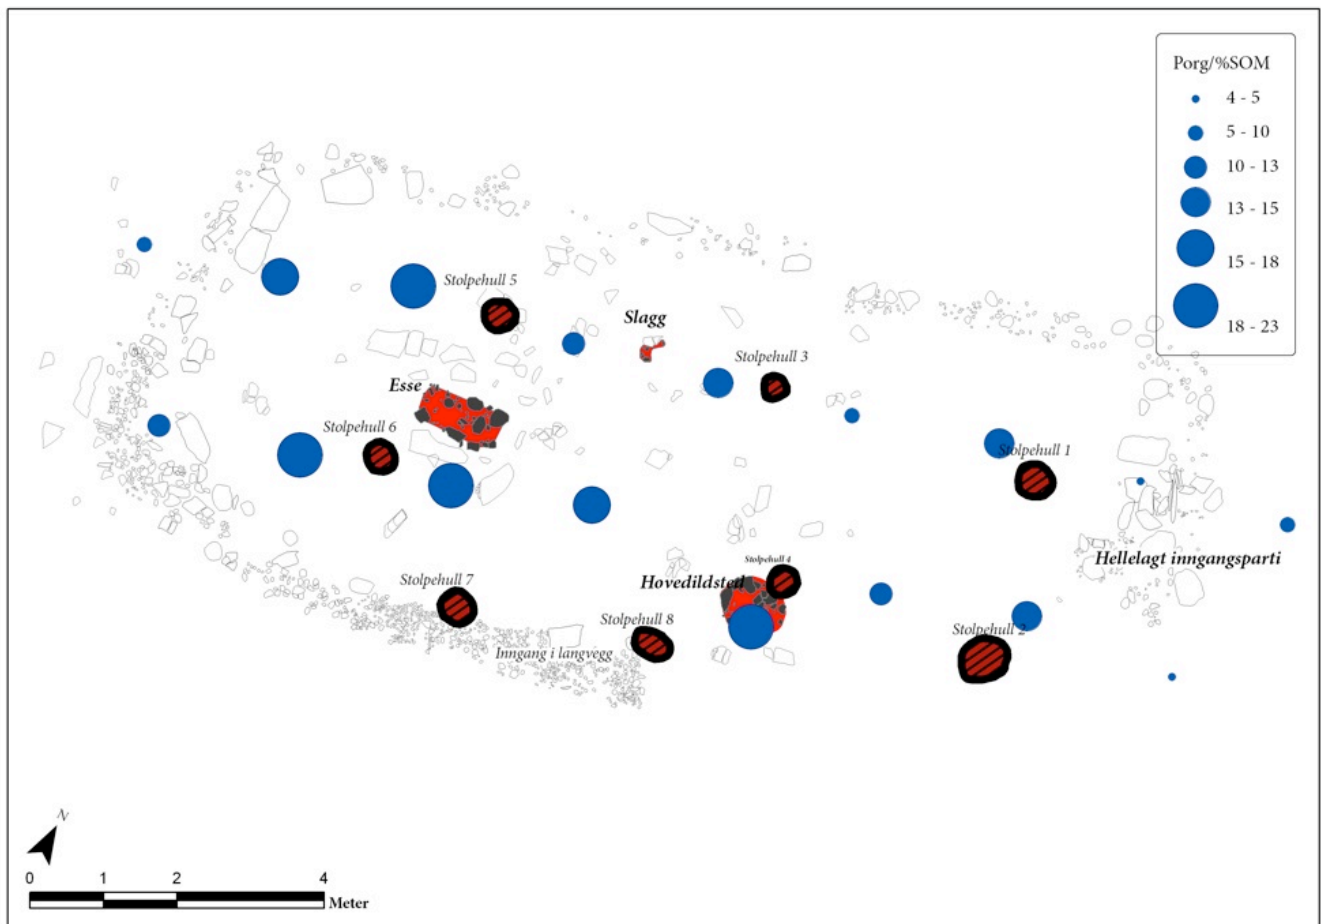 Porg/%SOM
4 - 5
5 - 10
10 - 13
13 - 15
15 - 18
18 - 23
Stolpehull 5
Slagg
Stolpehull 3
Esse
Stolpehull 6
Stolpehull 1
Hellelagt inngangsparti
Stolpehull 4
Hovedildsted
Stolpehull 7
Stolpehull 8
Stolpehull 2
Inngang i langvegg
N
0 1 2 4
Meter